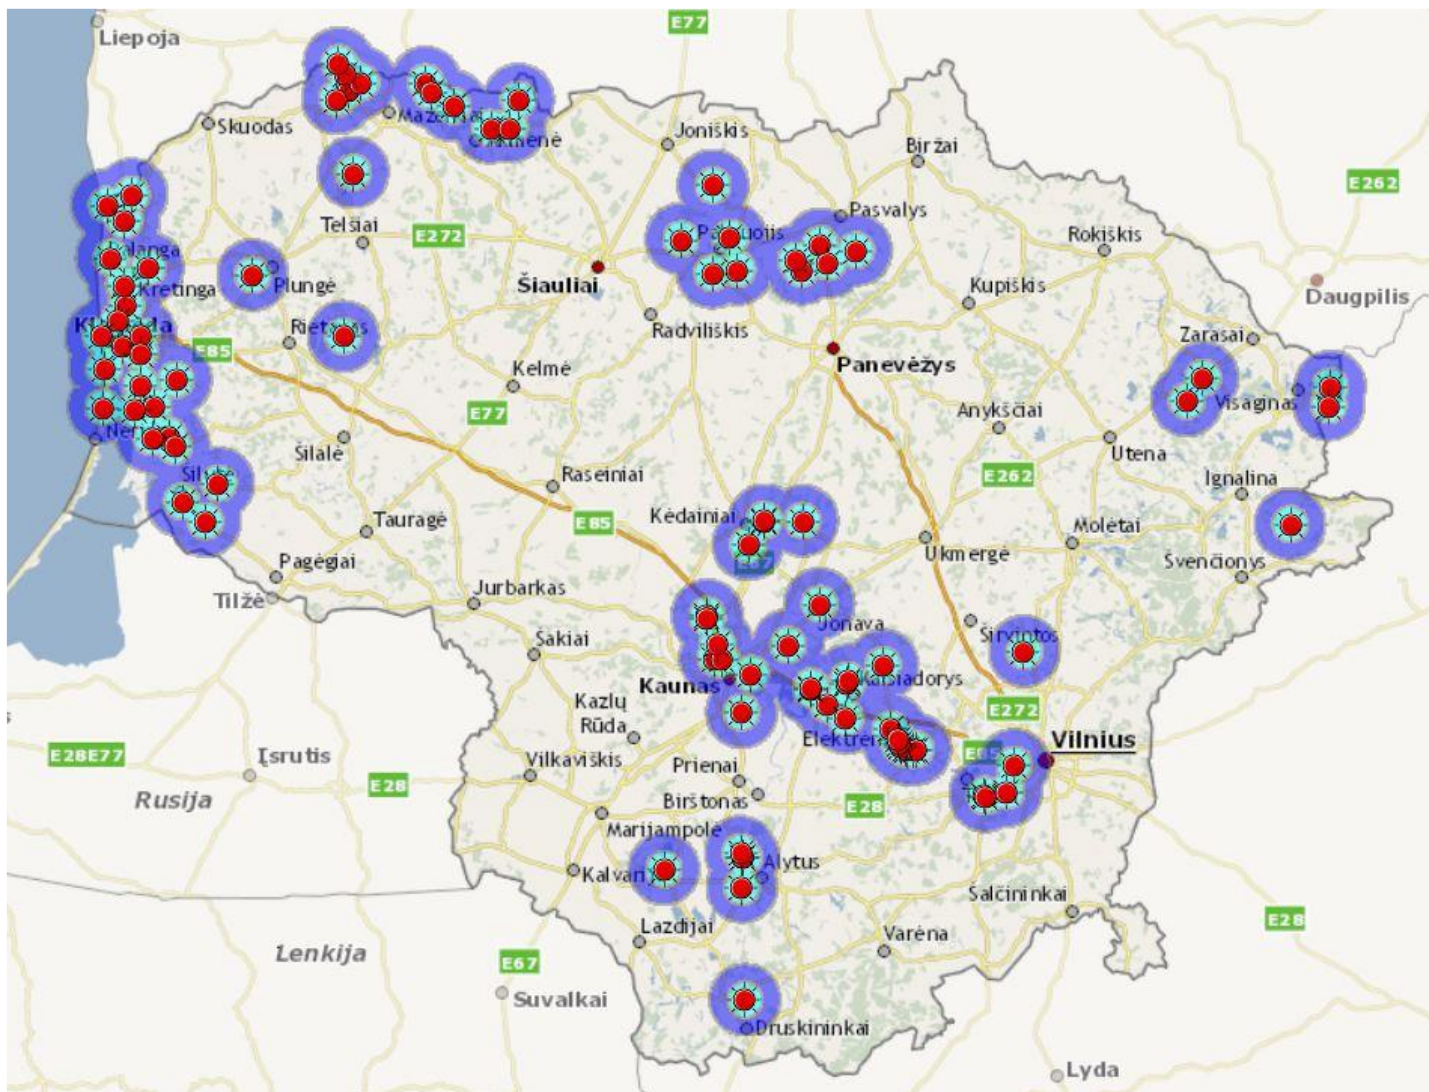 E77
Liepoja
Skuodas
Joniškis
Biržai
E262
Pasvalys
Telšiai
E272
Rokiškis
Šiauliai
Plungė
Kretinga
Daugpilis
Kupiškis
Radviliškis
Zarasai
E85
Panevėžys
Kelmė
Visaginas
E77
Anykščiai
Šilalė
Utena
E262
Raseiniai
Ignalina
Kėdainiai
E85
Tauragė
Molėtai
Ukmergė
Pagėgiai
Švenčionys
Tilžė
Jurbarkas
Jonava
Širvintos
Šakiai
Kaunas
Kaišiadorys
Kazlų
Rūda
E272
Vilnius
E28E77
Įsrutis
Vilkaviškis
Prienai
E85
E28
Rusija
Birštonas
E28
Marijampolė
Alytus
Šalčininkai
E28
Lazdijai
Varėna
Lenkija
E67
Suvalkai
Druskininkai
Lyda